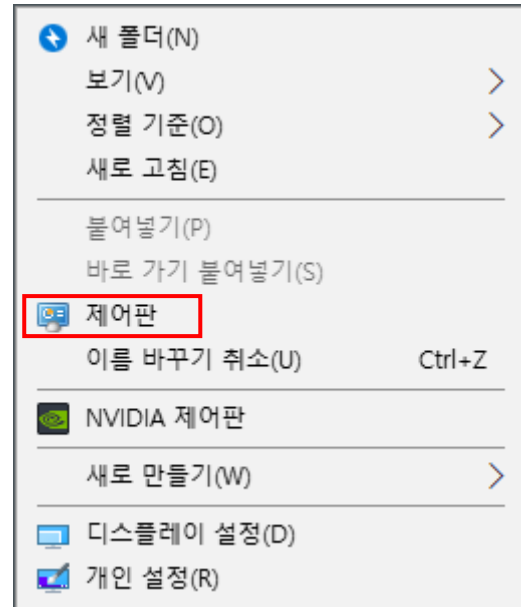 새 폴더(N)
보기(V)
정렬 기준(O)
새로 고침(E)
붙여넣기(P)
바로 가기 붙여넣기(S)
제어판
이름 바꾸기 취소(U) Ctrl+Z
NVIDIA 제어판
새로 만들기(W)
디스플레이 설정(D)
개인 설정(R)